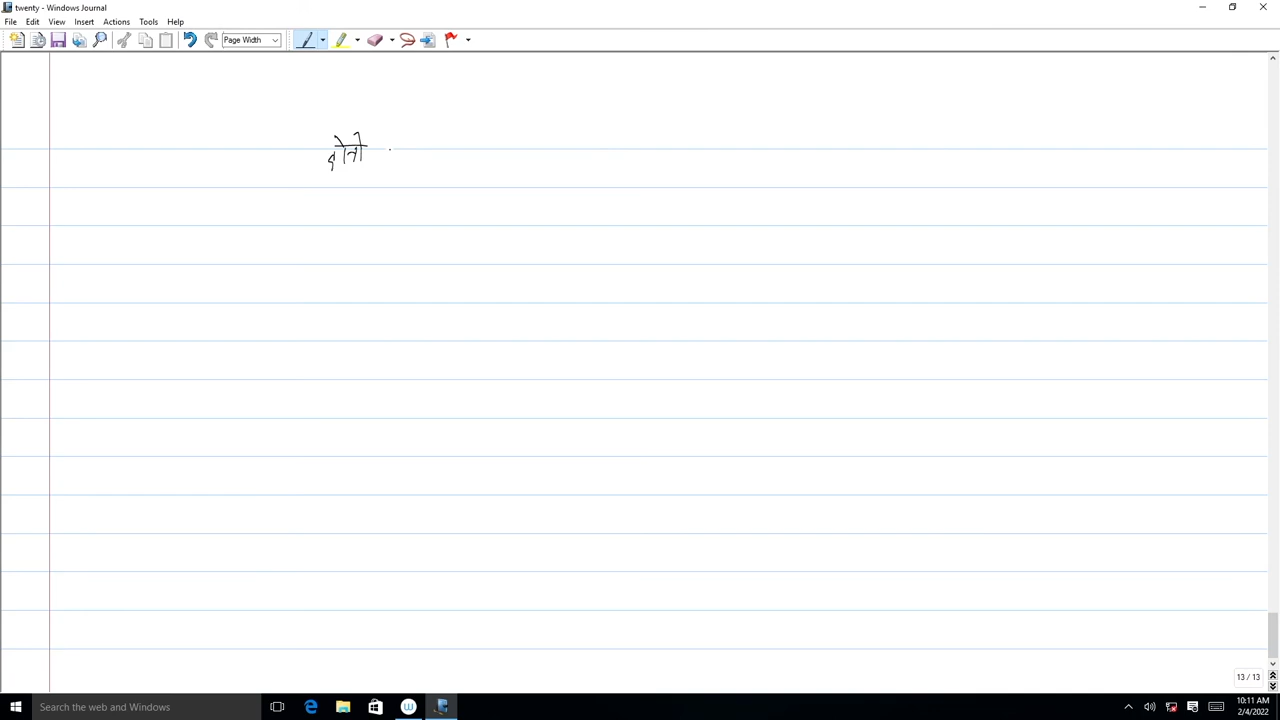 twenty - Windows Journal
File Edit View Insert Actions Tools Help
Page Width
13 / 13
Search the web and Windows
10:11 AM
2/4/2022